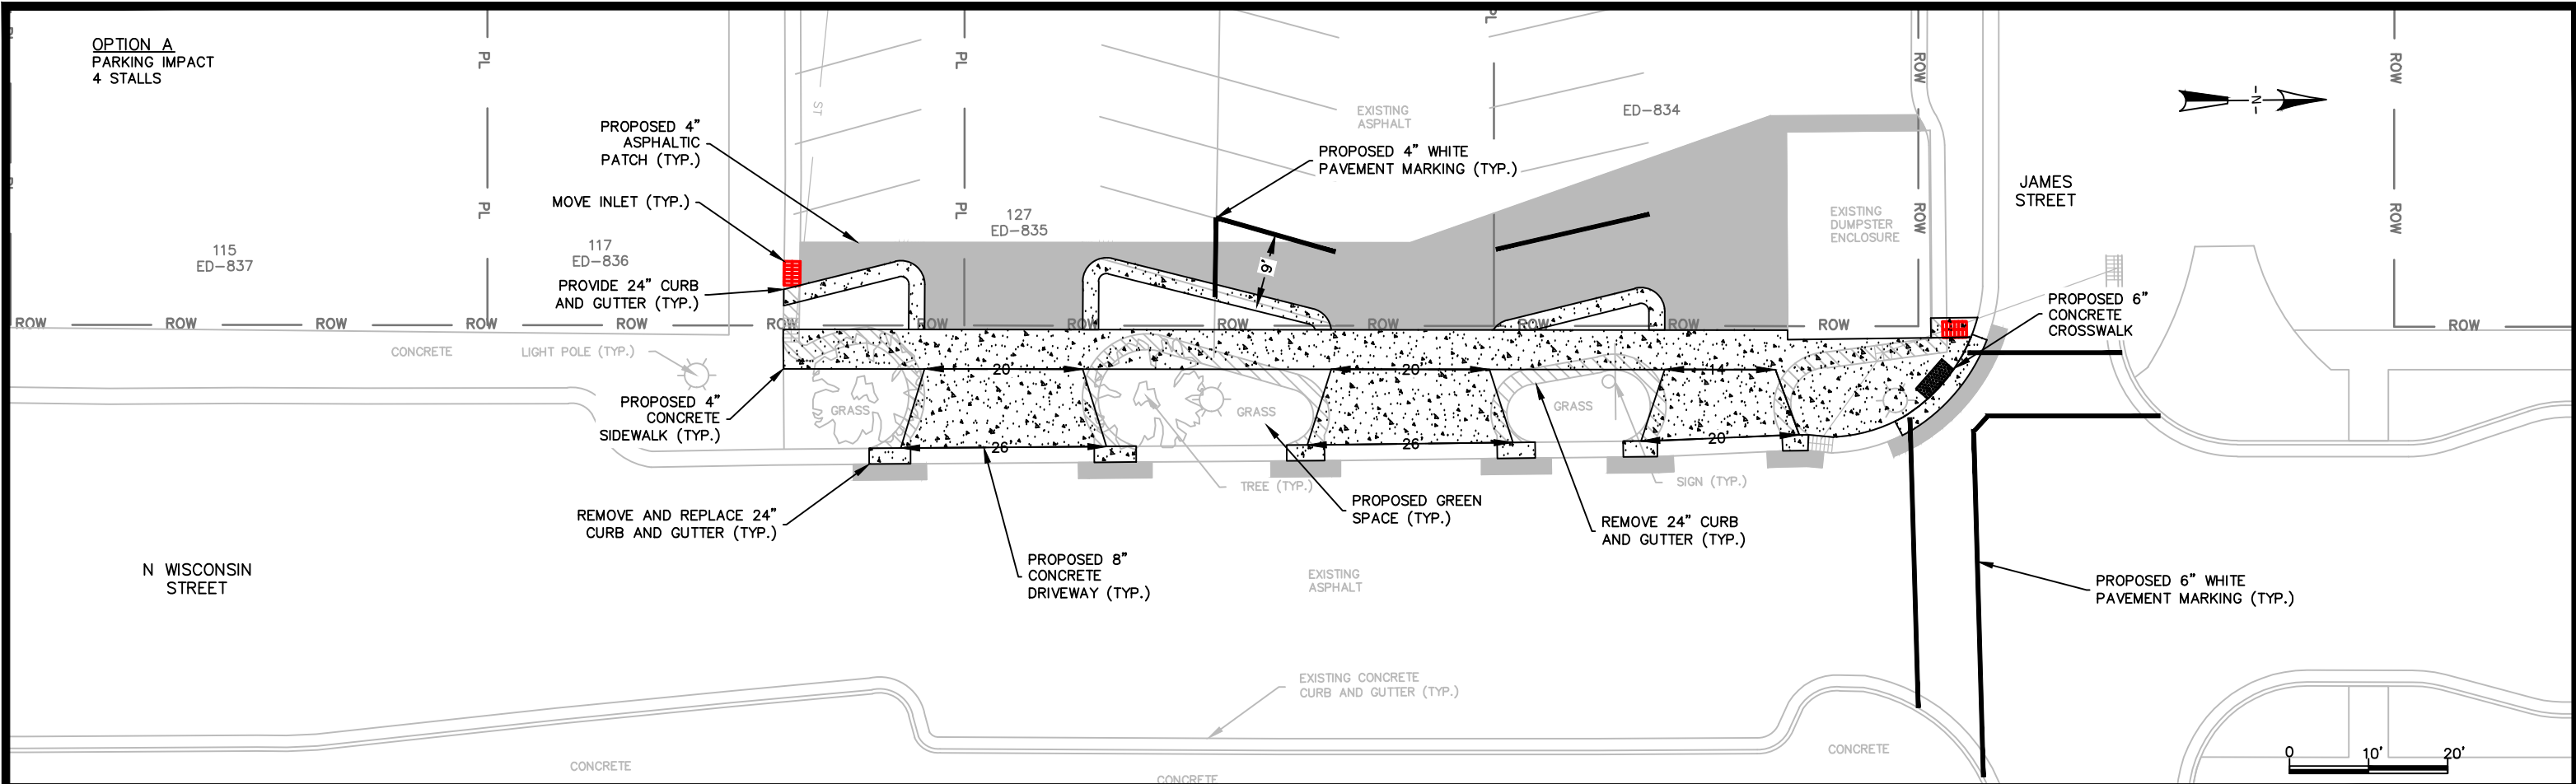 OPTION A
PARKING IMPACT
4 STALLS
PL
PL
PL
ROW
ROW
N
ST
EXISTING
ASPHALT
ED-834
PROPOSED 4"
ASPHALTIC
PATCH (TYP.)
PROPOSED 4" WHITE
PAVEMENT MARKING (TYP.)
JAMES
STREET
MOVE INLET (TYP.)
PL
PL
127
ED-835
EXISTING
DUMPSTER
ENCLOSURE
ROW
ROW
115
ED-837
117
ED-836
9'
PROVIDE 24" CURB
AND GUTTER (TYP.)
PROPOSED 6"
CONCRETE
CROSSWALK
ROW
ROW
ROW
ROW
ROW
ROW
ROW
ROW
ROW
ROW
ROW
ROW
ROW
ROW
CONCRETE
LIGHT POLE (TYP.)
20'
20'
14'
PROPOSED 4"
CONCRETE
SIDEWALK (TYP.)
GRASS
GRASS
GRASS
26'
26'
20'
TREE (TYP.)
SIGN (TYP.)
REMOVE AND REPLACE 24"
CURB AND GUTTER (TYP.)
PROPOSED GREEN
SPACE (TYP.)
REMOVE 24" CURB
AND GUTTER (TYP.)
N WISCONSIN
STREET
PROPOSED 8"
CONCRETE
DRIVEWAY (TYP.)
EXISTING
ASPHALT
PROPOSED 6" WHITE
PAVEMENT MARKING (TYP.)
EXISTING CONCRETE
CURB AND GUTTER (TYP.)
CONCRETE
CONCRETE
CONCRETE
0 10' 20'